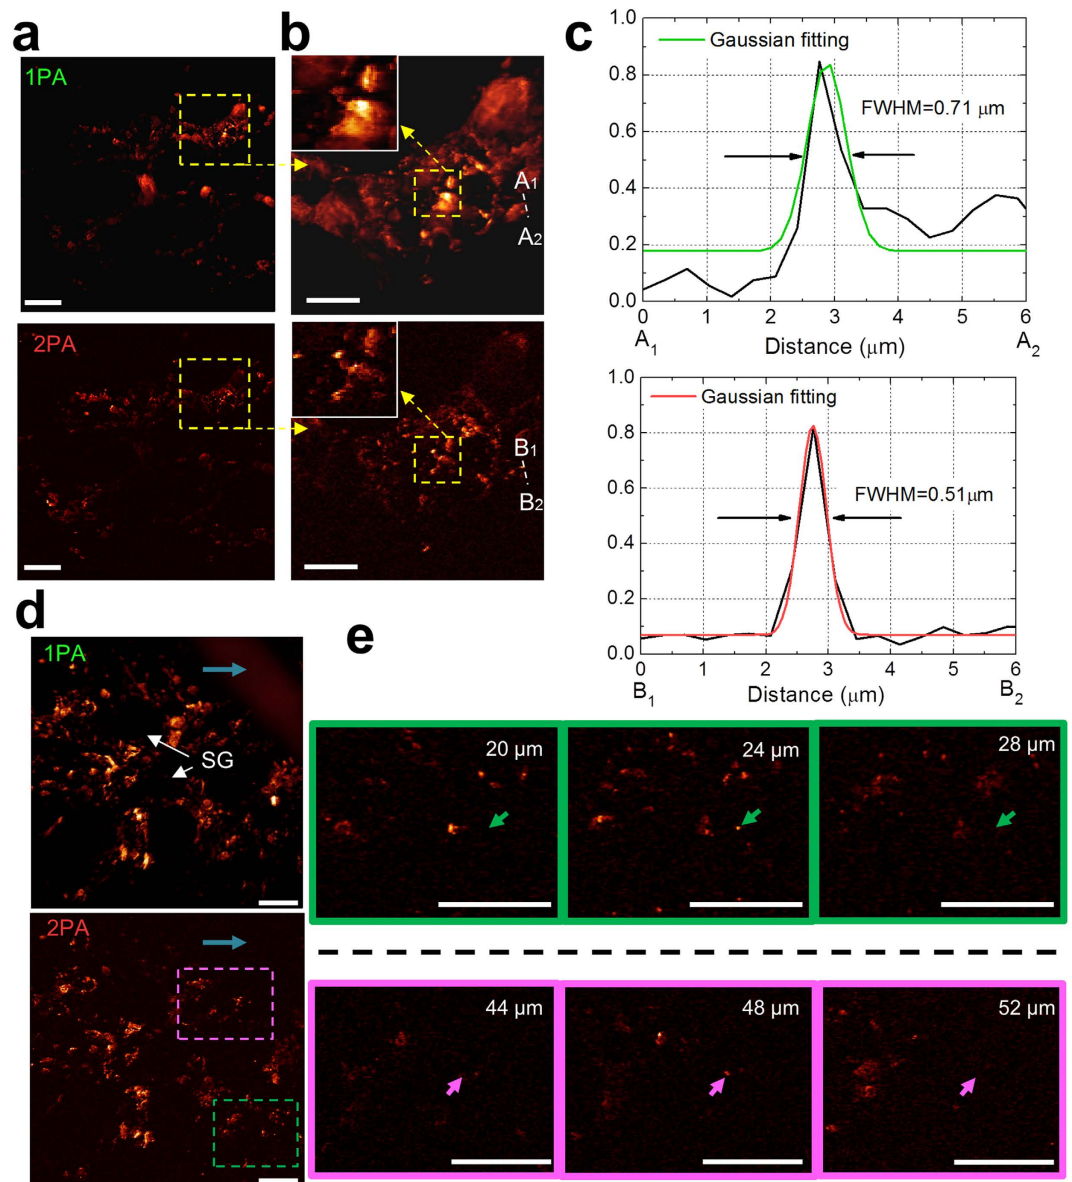 a
1PA
2PA
b
A1
A2
B1
B2
c
Gaussian fitting
FWHM=0.71 μm
1.0
0.8
0.6
0.4
0.2
0.0
0 1 2 3 4 5 6
A1 Distance (μm) A2
Gaussian fitting
FWHM=0.51μm
1.0
0.8
0.6
0.4
0.2
0.0
0 1 2 3 4 5 6
B1 Distance (μm) B2
d
1PA
SG
2PA
e
20 μm
24 μm
28 μm
44 μm
48 μm
52 μm